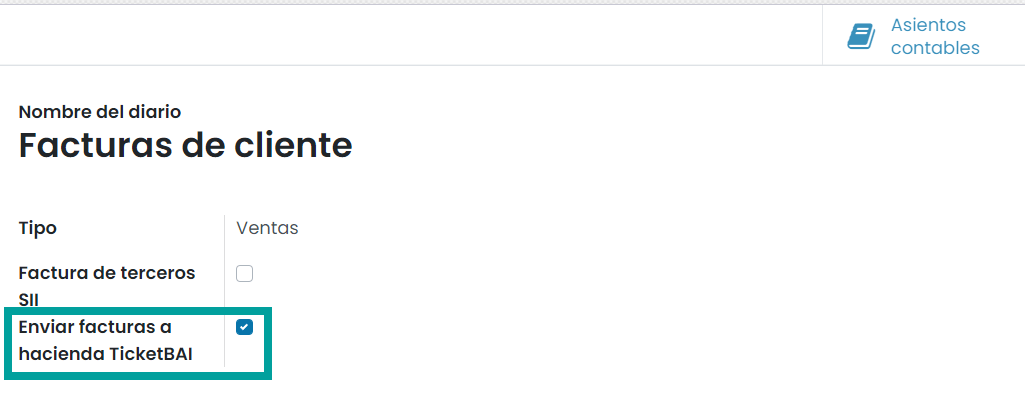 Asientos
contables
Nombre del diario
Facturas de cliente
Tipo
Ventas
Factura de terceros
SII
Enviar facturas a
hacienda TicketBAI